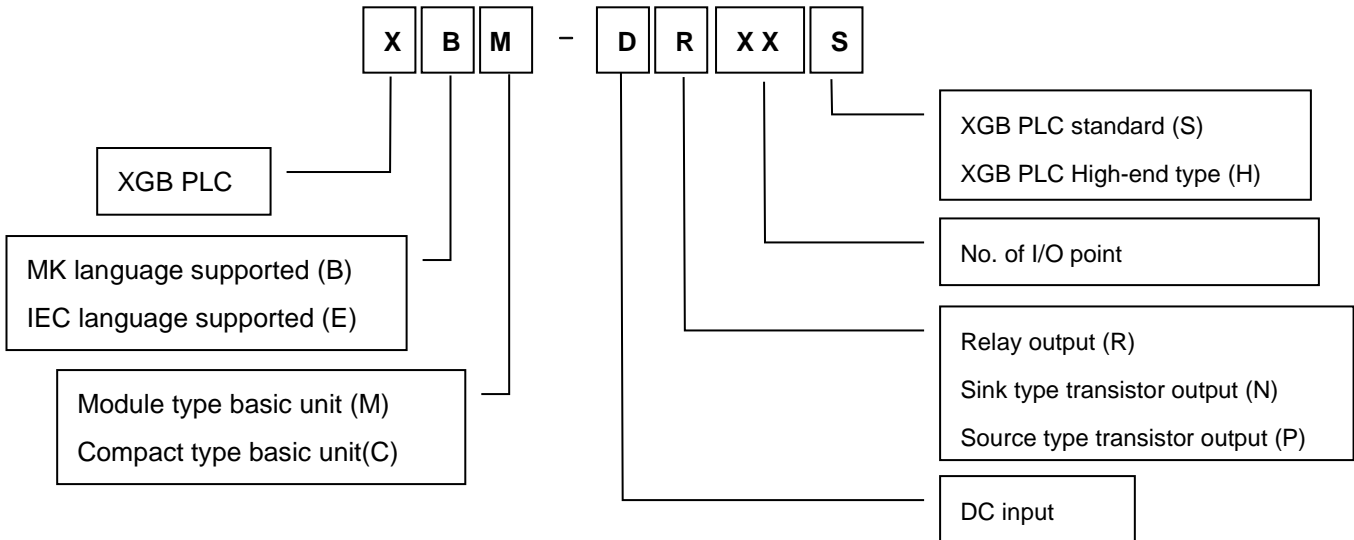 X B M - D R X X S
XGB PLC
MK language supported (B)
IEC language supported (E)
Module type basic unit (M)
Compact type basic unit(C)
XGB PLC standard (S)
XGB PLC High-end type (H)
No. of I/O point
Relay output (R)
Sink type transistor output (N)
Source type transistor output (P)
DC input